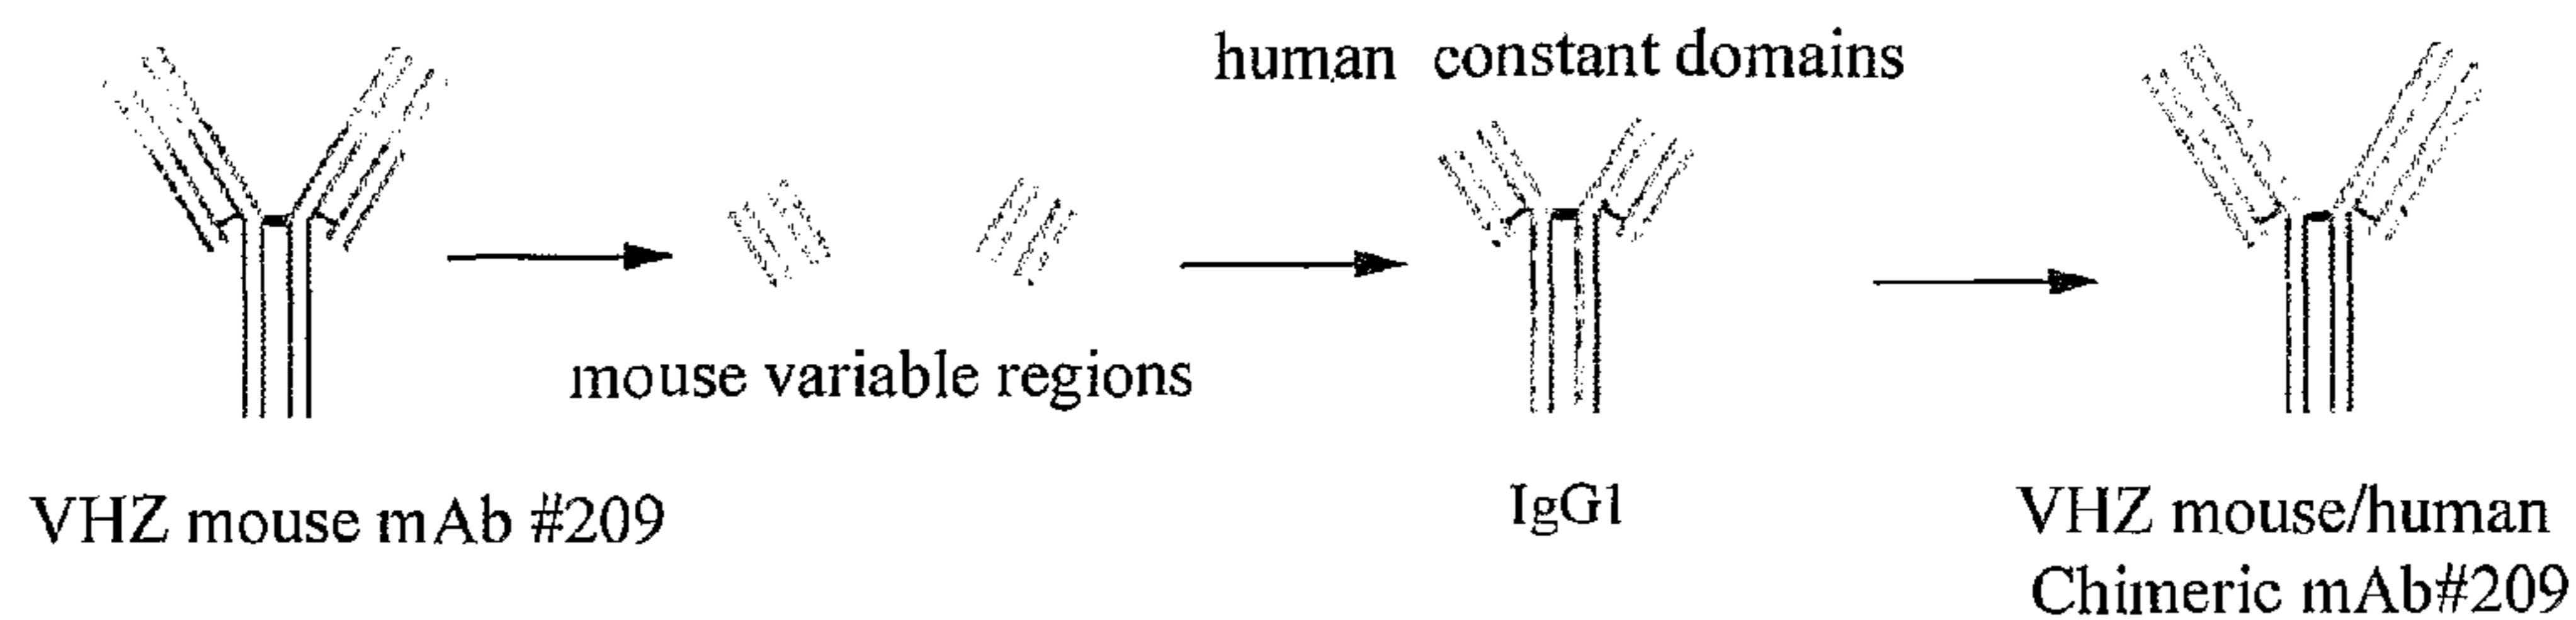 human constant domains
mouse variable regions
VHZ mouse mAb #209
IgG1
VHZ mouse/human
Chimeric mAb#209